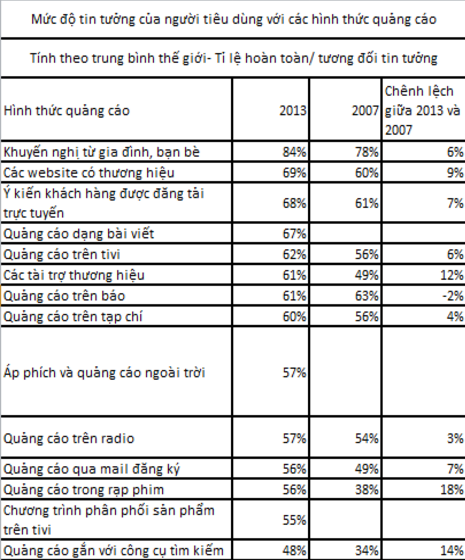 Mức độ tin tưởng của người tiêu dùng với các hình thức quảng cáo
Tính theo trung bình thế giới- Tỉ lệ hoàn toàn/ tương đối tin tưởng
Hình thức quảng cáo 2013 2007 Chênh lệch giữa 2013 và 2007
Khuyến nghị từ gia đình, bạn bè 84% 78% 6%
Các website có thương hiệu 69% 60% 9%
Ý kiến khách hàng được đăng tải trực tuyến 68% 61% 7%
Quảng cáo dạng bài viết 67%
Quảng cáo trên tivi 62% 56% 6%
Các tài trợ thương hiệu 61% 49% 12%
Quảng cáo trên báo 61% 63% -2%
Quảng cáo trên tạp chí 60% 56% 4%
Áp phích và quảng cáo ngoài trời 57%
Quảng cáo trên radio 57% 54% 3%
Quảng cáo qua mail đăng ký 56% 49% 7%
Quảng cáo trong rạp phim 56% 38% 18%
Chương trình phân phối sản phẩm trên tivi 55%
Quảng cáo gắn với công cụ tìm kiếm 48% 34% 14%